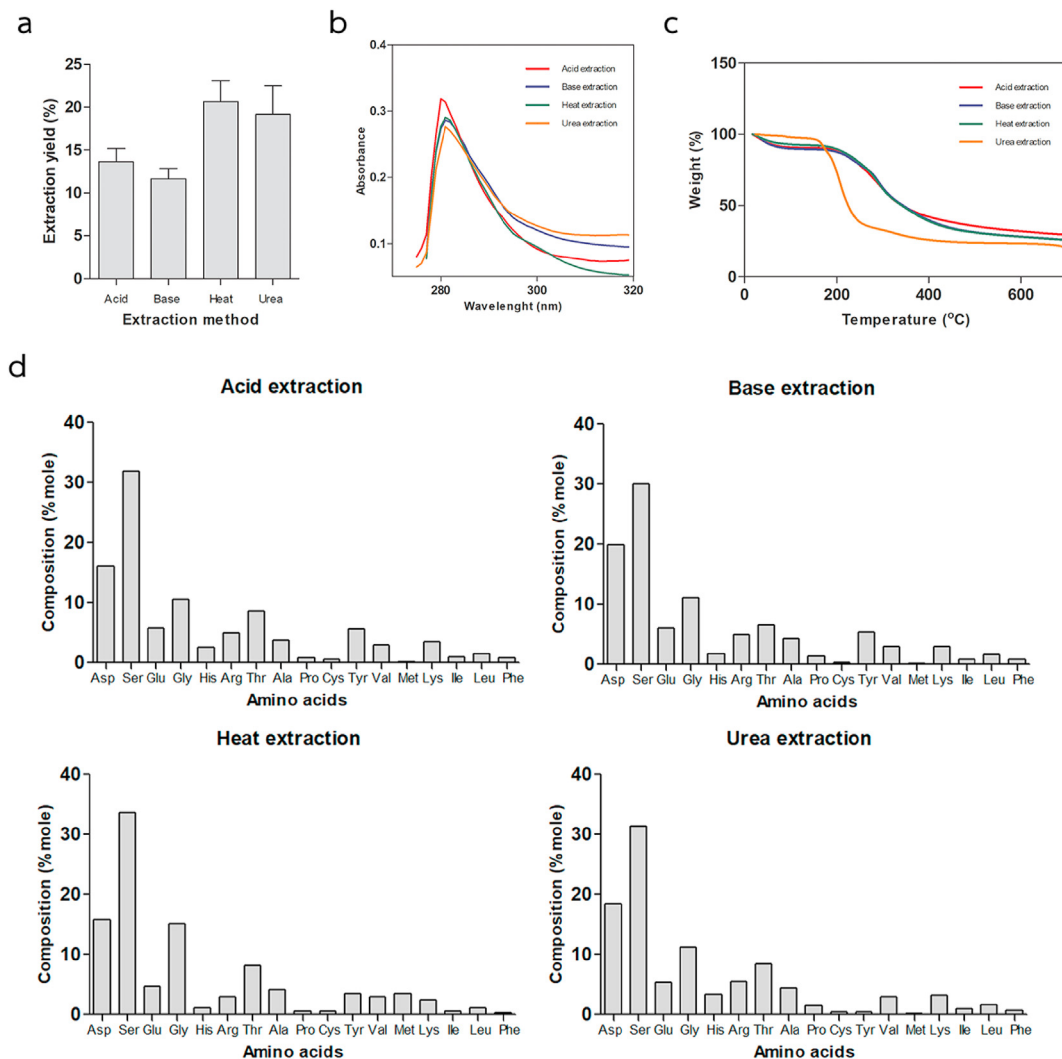 a
Extraction yield (%)
25
20
15
10
5
0
Acid Base Heat Urea
Extraction method
b
Absorbance
0.4
0.3
0.2
0.1
280 300 320
Wavelenght (nm)
Acid extraction
Base extraction
Heat extraction
Urea extraction
c
Weight (%)
150
100
50
0
0 200 400 600
Temperature (oC)
Acid extraction
Base extraction
Heat extraction
Urea extraction
d
Acid extraction
Composition (% mole)
40
30
20
10
0
Asp Ser Glu Gly His Arg Thr Ala Pro Cys Tyr Val Met Lys Ile Leu Phe
Amino acids
Base extraction
Composition (% mole)
40
30
20
10
0
Asp Ser Glu Gly His Arg Thr Ala Pro Cys Tyr Val Met Lys Ile Leu Phe
Amino acids
Heat extraction
Composition (% mole)
40
30
20
10
0
Asp Ser Glu Gly His Arg Thr Ala Pro Cys Tyr Val Met Lys Ile Leu Phe
Amino acids
Urea extraction
Composition (% mole)
40
30
20
10
0
Asp Ser Glu Gly His Arg Thr Ala Pro Cys Tyr Val Met Lys Ile Leu Phe
Amino acids